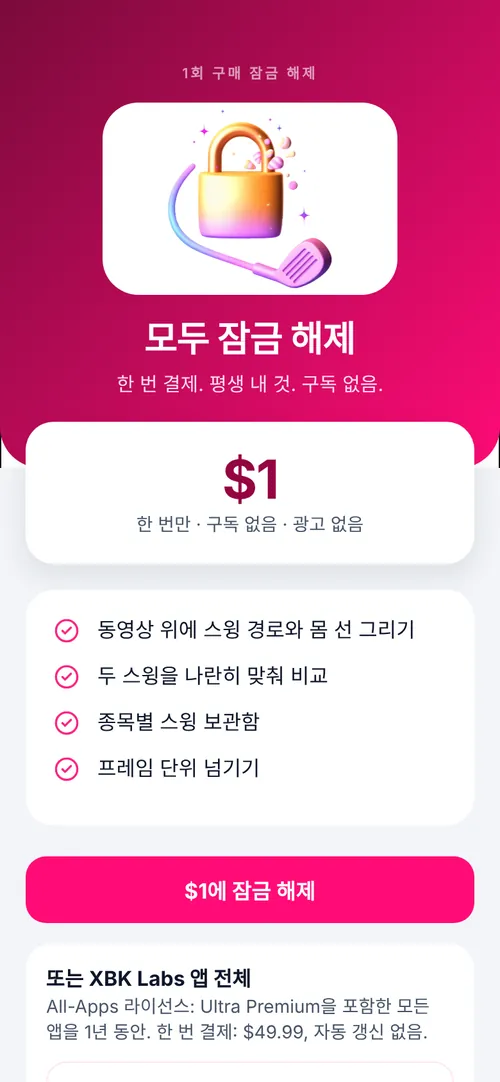 1회 구매 잠금 해제
모두 잠금 해제
한 번 결제. 평생 내 것. 구독 없음.
$1
한 번만 · 구독 없음 · 광고 없음
동영상 위에 스윙 경로와 몸 선 그리기
두 스윙을 나란히 맞춰 비교
종목별 스윙 보관함
프레임 단위 넘기기
$1에 잠금 해제
또는 XBK Labs 앱 전체
All-Apps 라이선스: Ultra Premium을 포함한 모든
앱을 1년 동안. 한 번 결제: $49.99, 자동 갱신 없음.